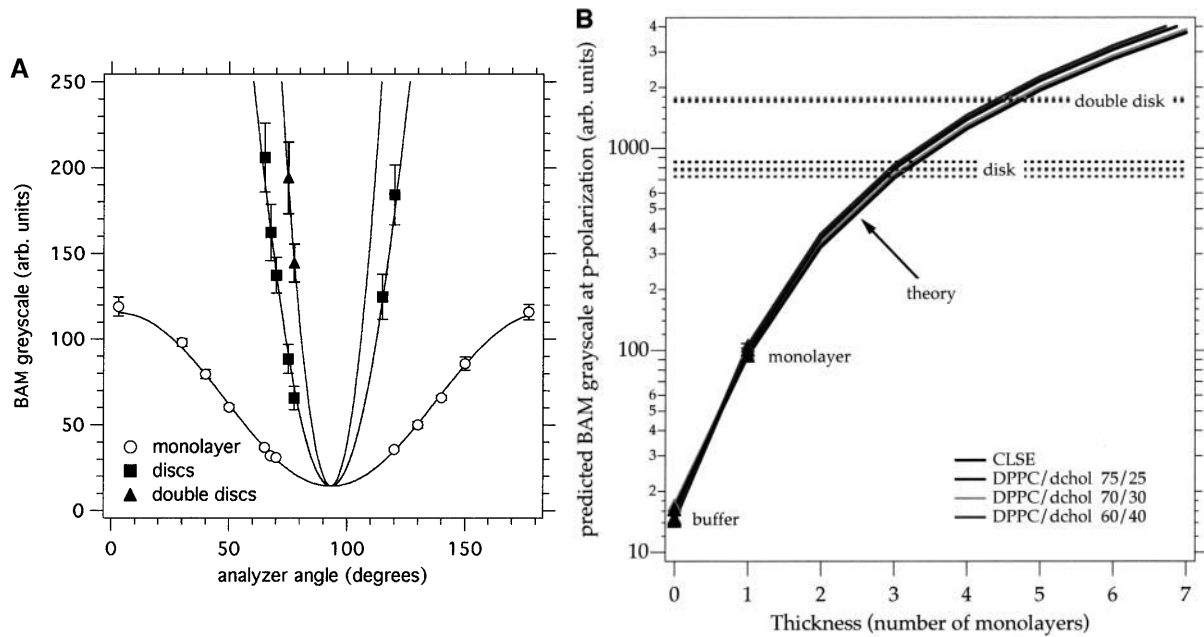 A
BAM greyscale (arb. units)
250
200
150
100
50
0
monolayer
discs
double discs
0
50
100
150
analyzer angle (degrees)
B
predicted BAM grayscale at p-polarization (arb. units)
4
3
2
1000
6
5
4
3
2
100
6
5
4
3
2
10
double disk
disk
theory
monolayer
buffer
CLSE
DPPC/dchol 75/25
DPPC/dchol 70/30
DPPC/dchol 60/40
0
1
2
3
4
5
6
7
Thickness (number of monolayers)